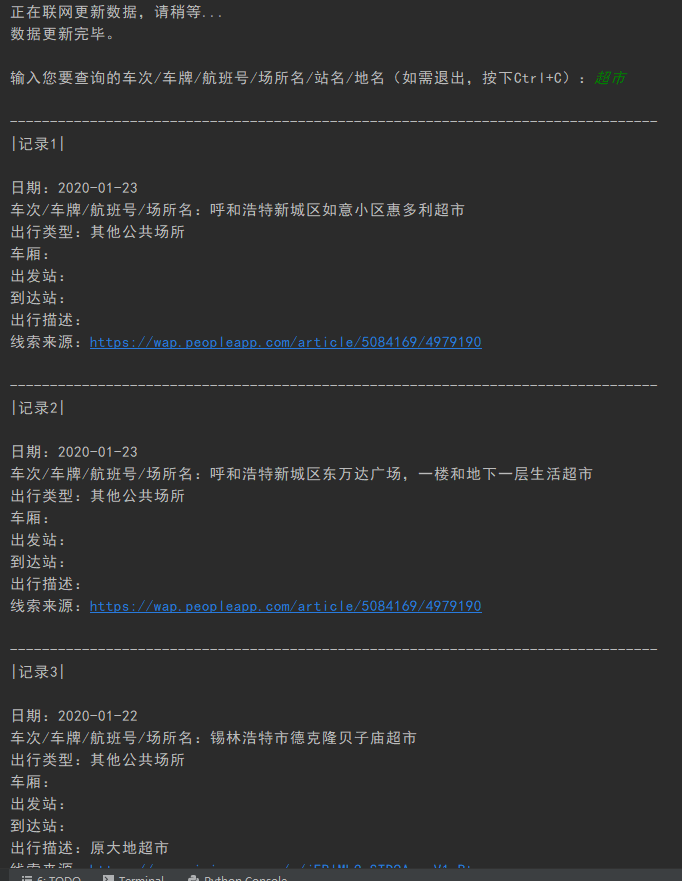 正在联网更新数据，请稍等...
数据更新完毕。
输入您要查询的车次/车牌/航班号/场所名/站名/地名（如需退出，按下Ctrl+C）：超市
--------------------------------------------------------------------------------
|记录1|
日期：2020-01-23
车次/车牌/航班号/场所名：呼和浩特新城区如意小区惠多利超市
出行类型：其他公共场所
车厢：
出发站：
到达站：
出行描述：
线索来源：https://wap.peopleapp.com/article/5084169/4979190
--------------------------------------------------------------------------------
|记录2|
日期：2020-01-23
车次/车牌/航班号/场所名：呼和浩特新城区东万达广场，一楼和地下一层生活超市
出行类型：其他公共场所
车厢：
出发站：
到达站：
出行描述：
线索来源：https://wap.peopleapp.com/article/5084169/4979190
--------------------------------------------------------------------------------
|记录3|
日期：2020-01-22
车次/车牌/航班号/场所名：锡林浩特市德克隆贝子庙超市
出行类型：其他公共场所
车厢：
出发站：
到达站：
出行描述：原大地超市
线索来源：
6: TODO Terminal Python Console